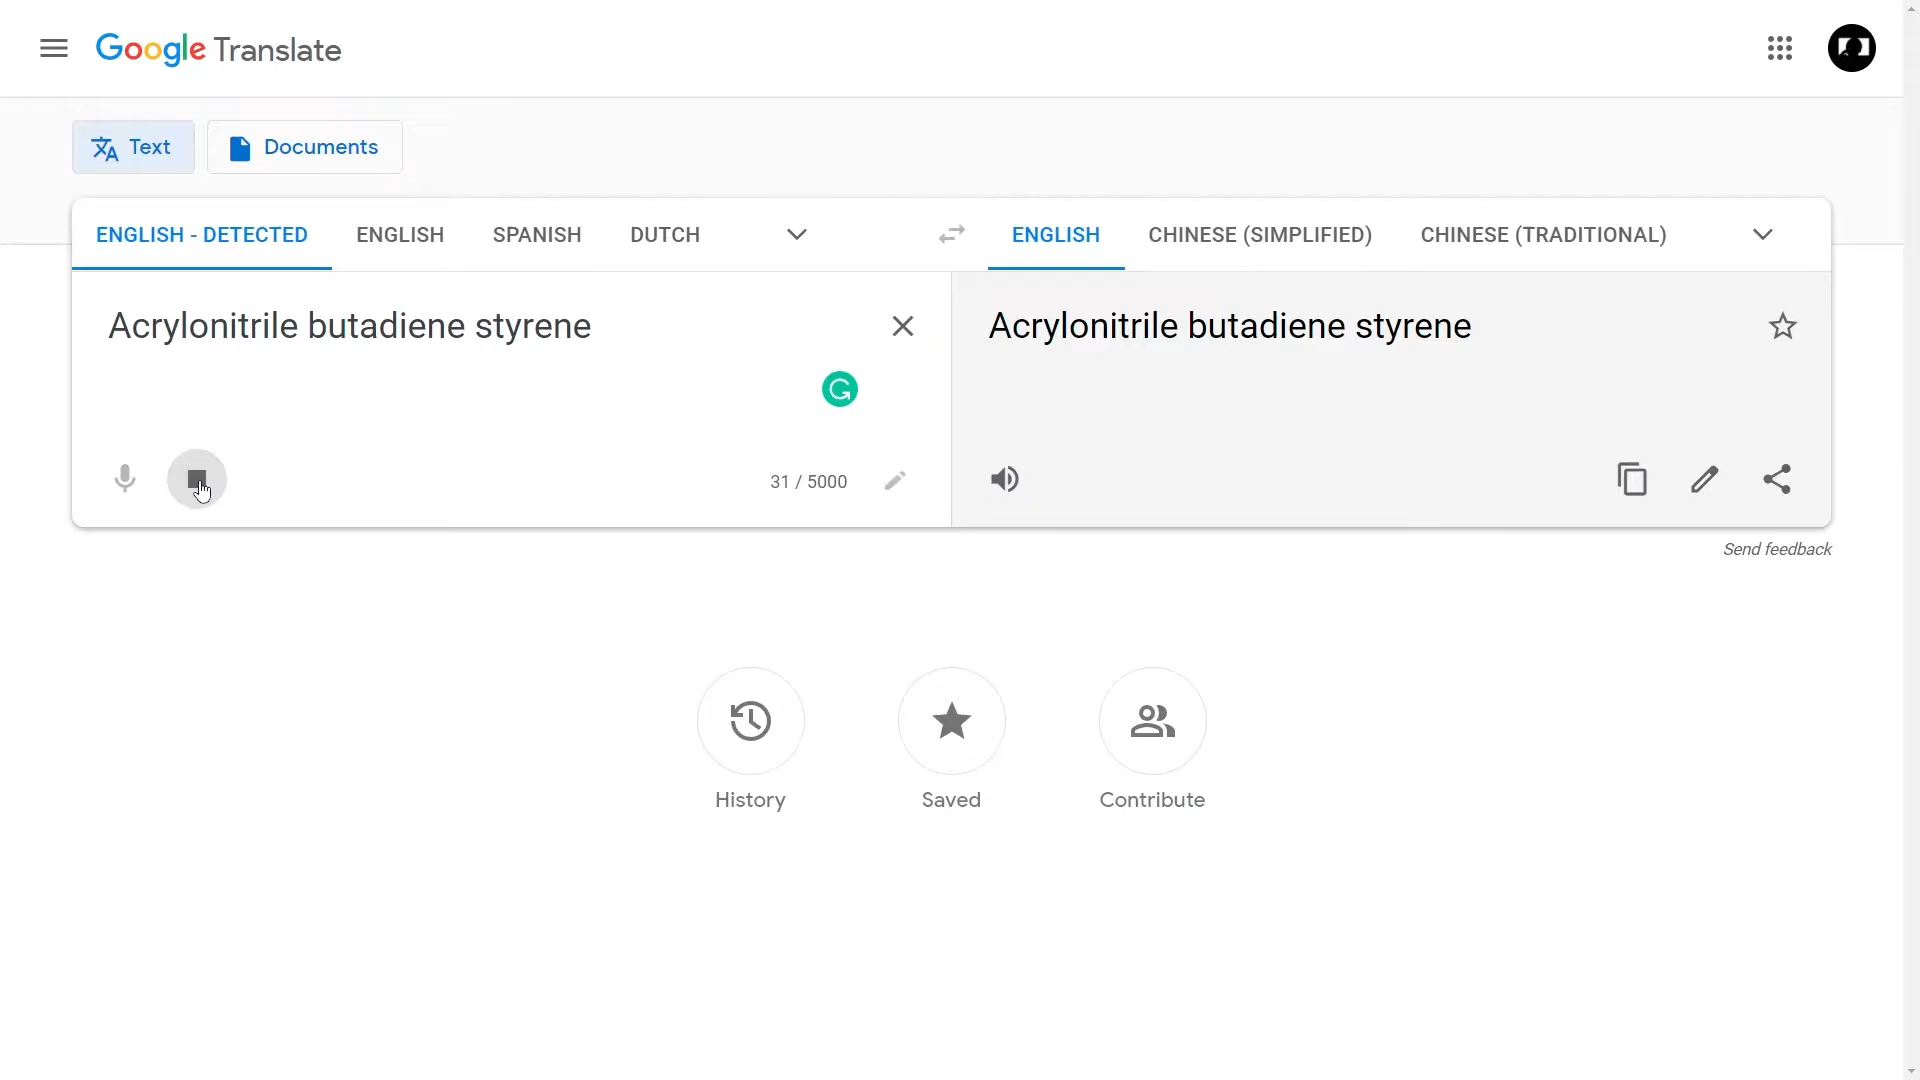 Google Translate
Text
Documents
ENGLISH - DETECTED
ENGLISH
SPANISH
DUTCH
ENGLISH
CHINESE (SIMPLIFIED)
CHINESE (TRADITIONAL)
Acrylonitrile butadiene styrene
Acrylonitrile butadiene styrene
31 / 5000
Send feedback
History
Saved
Contribute